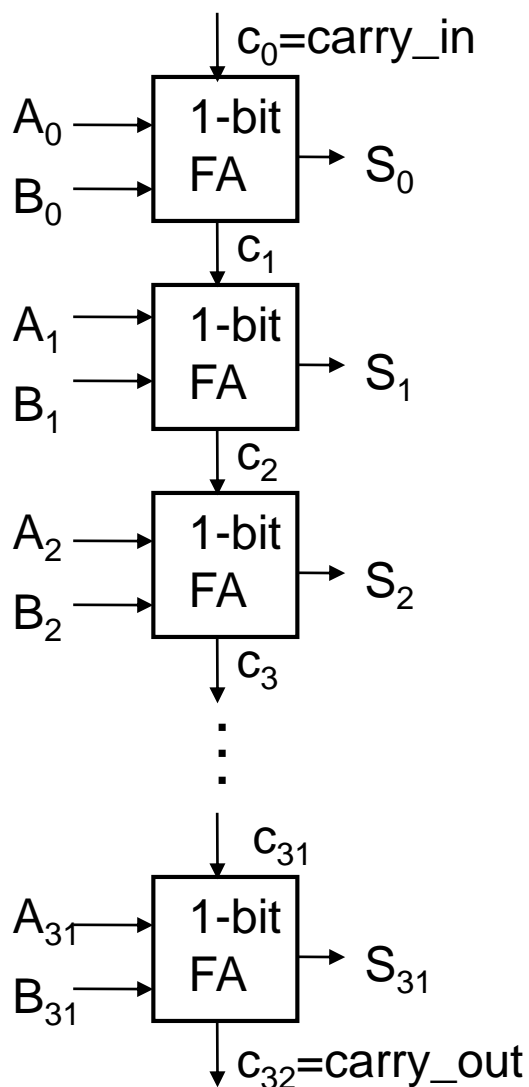 c₀=carry_in
A₀
1-bit
FA
S₀
B₀
c₁
A₁
1-bit
FA
S₁
B₁
c₂
A₂
1-bit
FA
S₂
B₂
c₃
⋮
c₃₁
A₃₁
1-bit
FA
S₃₁
B₃₁
c₃₂=carry_out